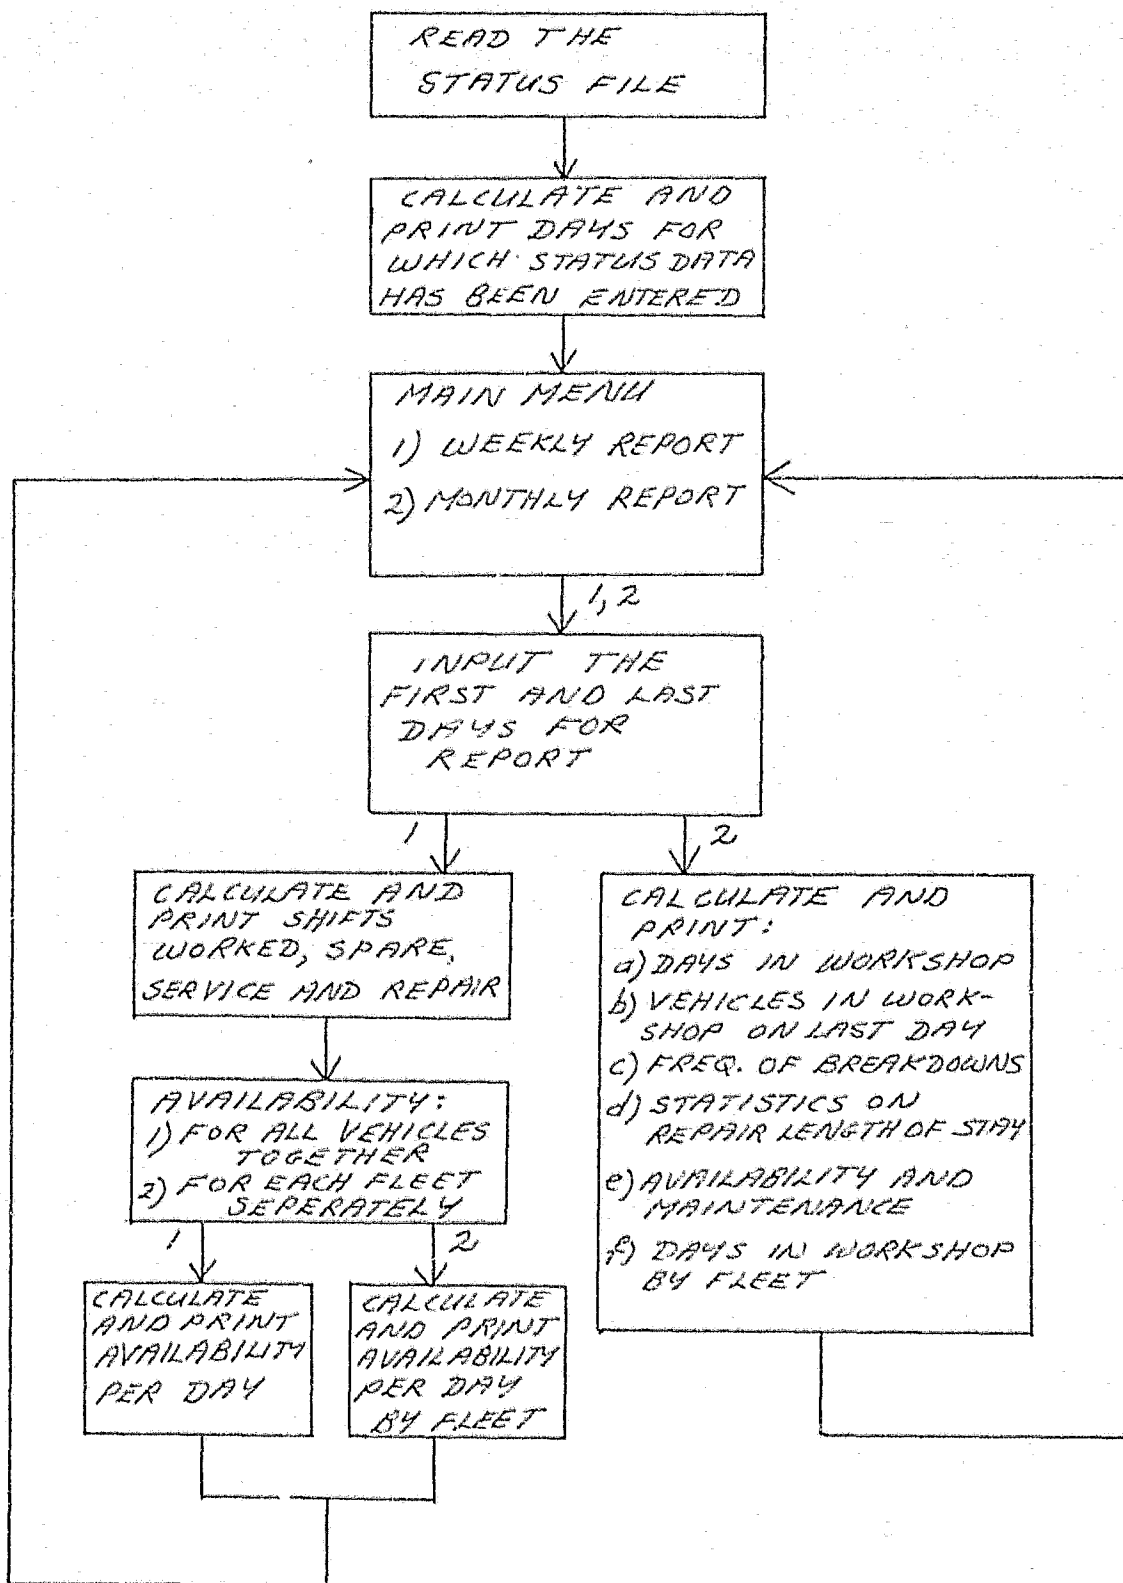 READ THE
STATUS FILE
CALCULATE AND
PRINT DAYS FOR
WHICH STATUS DATA
HAS BEEN ENTERED
MAIN MENU
1) WEEKLY REPORT
2) MONTHLY REPORT
1, 2
INPUT THE
FIRST AND LAST
DAYS FOR
REPORT
1
2
CALCULATE AND
PRINT SHIFTS
WORKED, SPARE,
SERVICE AND REPAIR
AVAILABILITY:
1) FOR ALL VEHICLES
TOGETHER
2) FOR EACH FLEET
SEPERATELY
1
2
CALCULATE
AND PRINT
AVAILABILITY
PER DAY
CALCULATE
AND PRINT
AVAILABILITY
PER DAY
BY FLEET
CALCULATE AND
PRINT:
a) DAYS IN WORKSHOP
b) VEHICLES IN WORK-
SHOP ON LAST DAY
c) FREQ. OF BREAKDOWNS
d) STATISTICS ON
REPAIR LENGTH OF STAY
e) AVAILABILITY AND
MAINTENANCE
f) DAYS IN WORKSHOP
BY FLEET